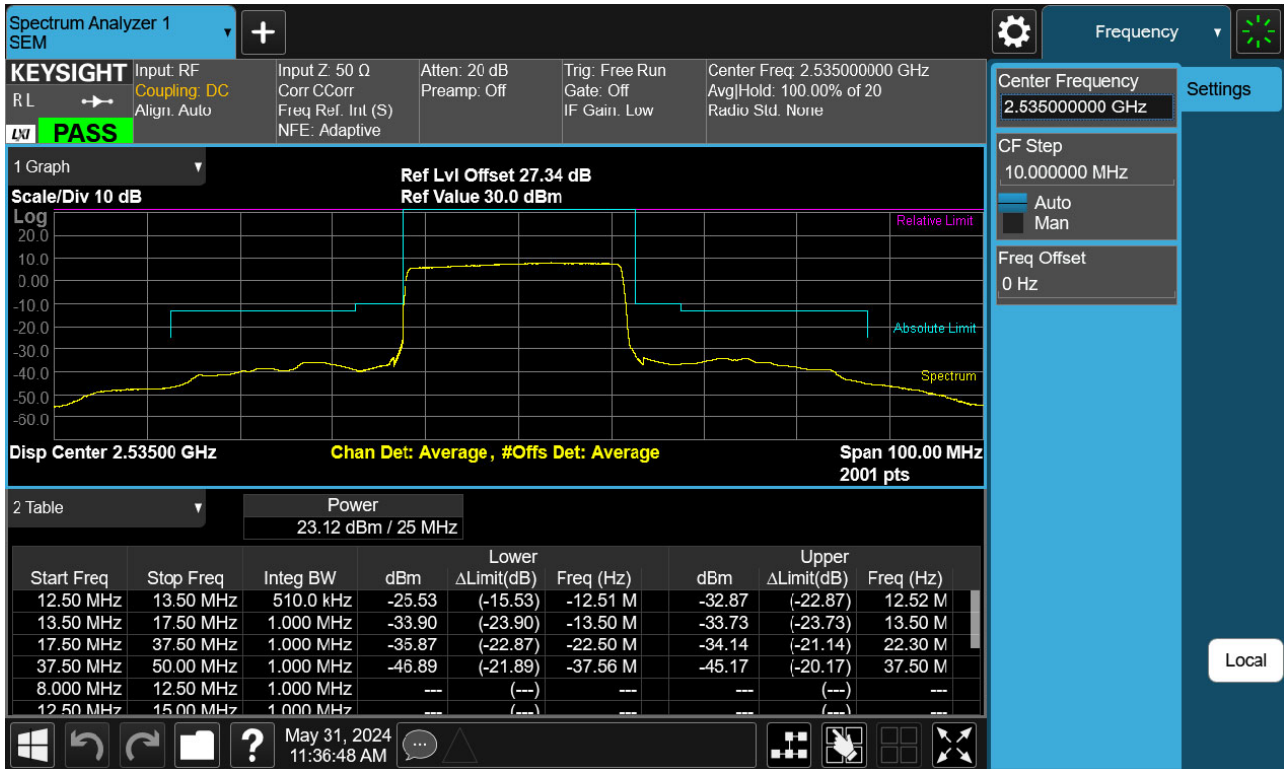 Spectrum Analyzer 1
SEM
Frequency
KEYSIGHT
R L
LXI
PASS
Input: RF
Coupling: DC
Align: Auto
Input Z: 50 Ω
Corr CCorr
Freq Ref: Int (S)
NFE: Adaptive
Atten: 20 dB
Preamp: Off
Trig: Free Run
Gate: Off
IF Gain: Low
Center Freq: 2.535000000 GHz
Avg|Hold: 100.00% of 20
Radio Std: None
Center Frequency
2.535000000 GHz
Settings
CF Step
10.000000 MHz
Auto
Man
Freq Offset
0 Hz
1 Graph
Ref Lvl Offset 27.34 dB
Scale/Div 10 dB
Ref Value 30.0 dBm
Log
Relative Limit
20.0
10.0
0.00
-10.0
-20.0
Absolute Limit
-30.0
-40.0
Spectrum
-50.0
-60.0
Disp Center 2.53500 GHz
Chan Det: Average , #Offs Det: Average
Span 100.00 MHz
2001 pts
2 Table
Power
23.12 dBm / 25 MHz
Lower Upper
Start Freq Stop Freq Integ BW dBm ΔLimit(dB) Freq (Hz) dBm ΔLimit(dB) Freq (Hz)
12.50 MHz 13.50 MHz 510.0 kHz -25.53 (-15.53) -12.51 M -32.87 (-22.87) 12.52 M
13.50 MHz 17.50 MHz 1.000 MHz -33.90 (-23.90) -13.50 M -33.73 (-23.73) 13.50 M
17.50 MHz 37.50 MHz 1.000 MHz -35.87 (-22.87) -22.50 M -34.14 (-21.14) 22.30 M
37.50 MHz 50.00 MHz 1.000 MHz -46.89 (-21.89) -37.56 M -45.17 (-20.17) 37.50 M
8.000 MHz 12.50 MHz 1.000 MHz --- (---) --- --- (---) ---
12.50 MHz 15.00 MHz 1.000 MHz --- (---) --- --- (---) ---
Local
?
May 31, 2024
11:36:48 AM